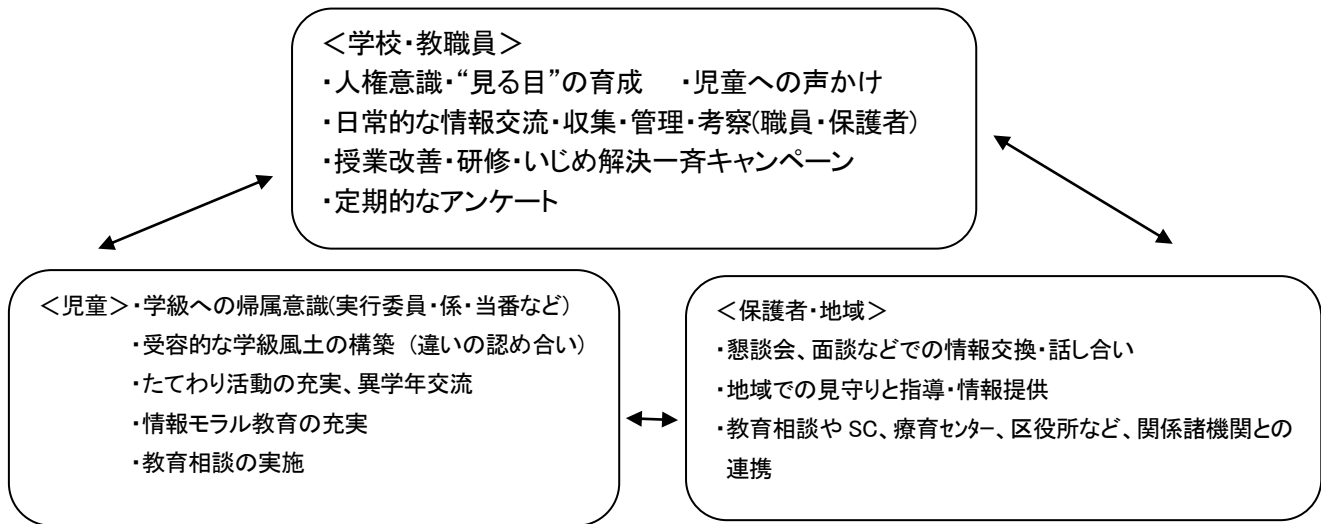 ＜学校・教職員＞
・人権意識・“見る目”の育成　・児童への声かけ
・日常的な情報交流・収集・管理・考察(職員・保護者)
・授業改善・研修・いじめ解決一斉キャンペーン
・定期的なアンケート
＜児童＞・学級への帰属意識(実行委員・係・当番など)
・受容的な学級風土の構築（違いの認め合い）
・たてわり活動の充実、異学年交流
・情報モラル教育の充実
・教育相談の実施
＜保護者・地域＞
・懇談会、面談などでの情報交換・話し合い
・地域での見守りと指導・情報提供
・教育相談や SC、療育ｾﾝﾀｰ、区役所など、関係諸機関との
連携